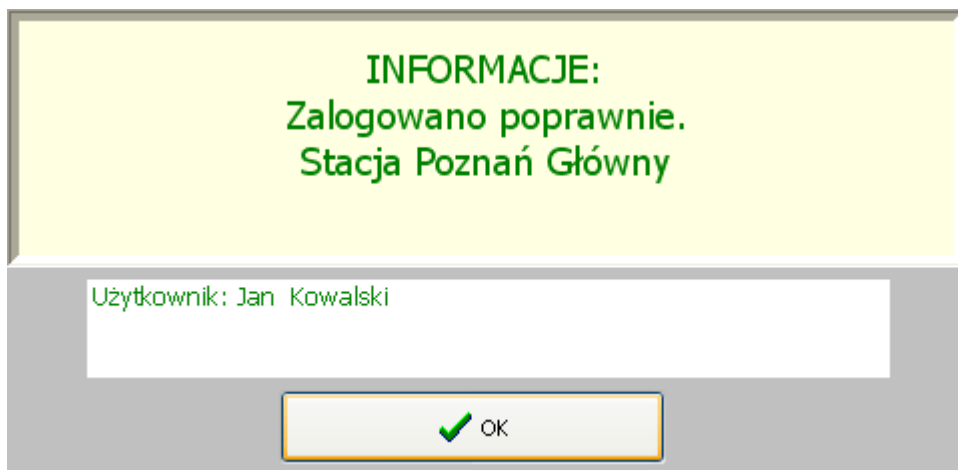 INFORMACJE:
Zalogowano poprawnie.
Stacja Poznań Główny
Użytkownik: Jan Kowalski
OK